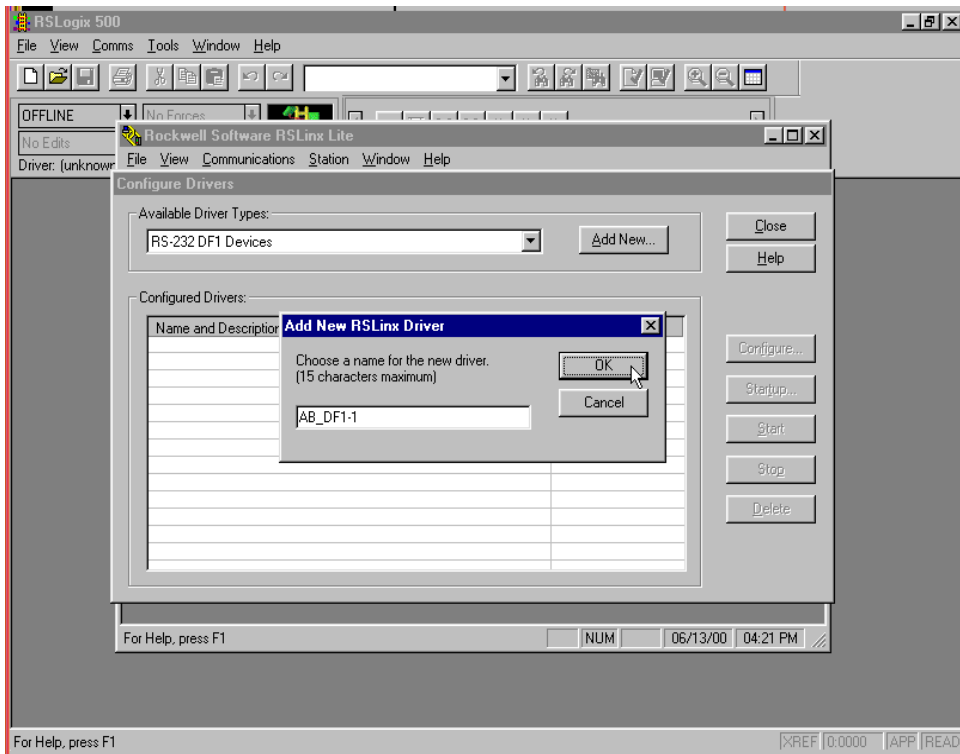 RSLogix 500
File View Comms Tools Window Help
OFFLINE No Forces
No Edits
Driver: (unknown
Rockwell Software RSLinx Lite
File View Communications Station Window Help
Configure Drivers
Available Driver Types:
RS-232 DF1 Devices
Add New...
Close
Help
Configured Drivers:
Name and Description
Add New RSLinx Driver
Choose a name for the new driver.
(15 characters maximum)
AB_DF1-1
OK
Cancel
Configure...
Startup...
Start
Stop
Delete
For Help, press F1 NUM 06/13/00 04:21 PM
For Help, press F1 XREF 0:0000 APP READ